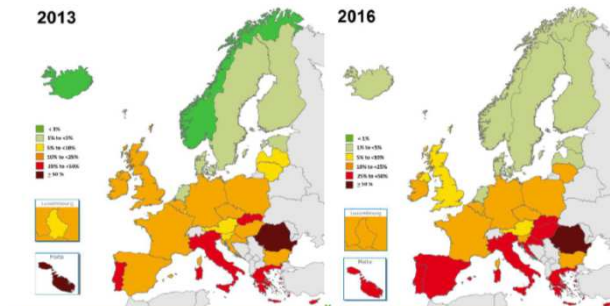 2013
2016
< 1%
1% to <5%
5% to <10%
10% to <25%
25% to <50%
≥ 50 %
Luxembourg
Malta
< 1%
1% to <5%
5% to <10%
10% to <25%
25% to <50%
≥ 50 %
Luxembourg
Malta